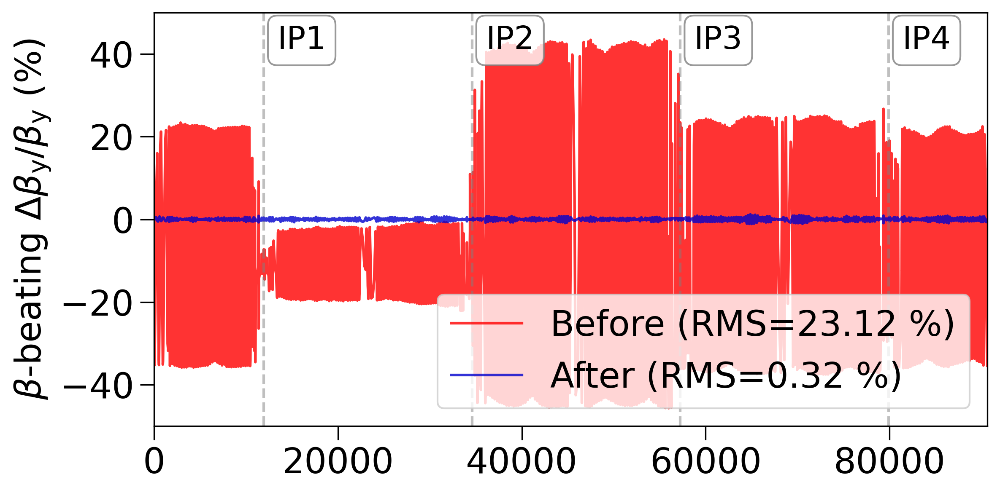 β-beating Δβy/βy (%)
40
20
0
−20
−40
IP1
IP2
IP3
IP4
Before (RMS=23.12 %)
After (RMS=0.32 %)
0
20000
40000
60000
80000